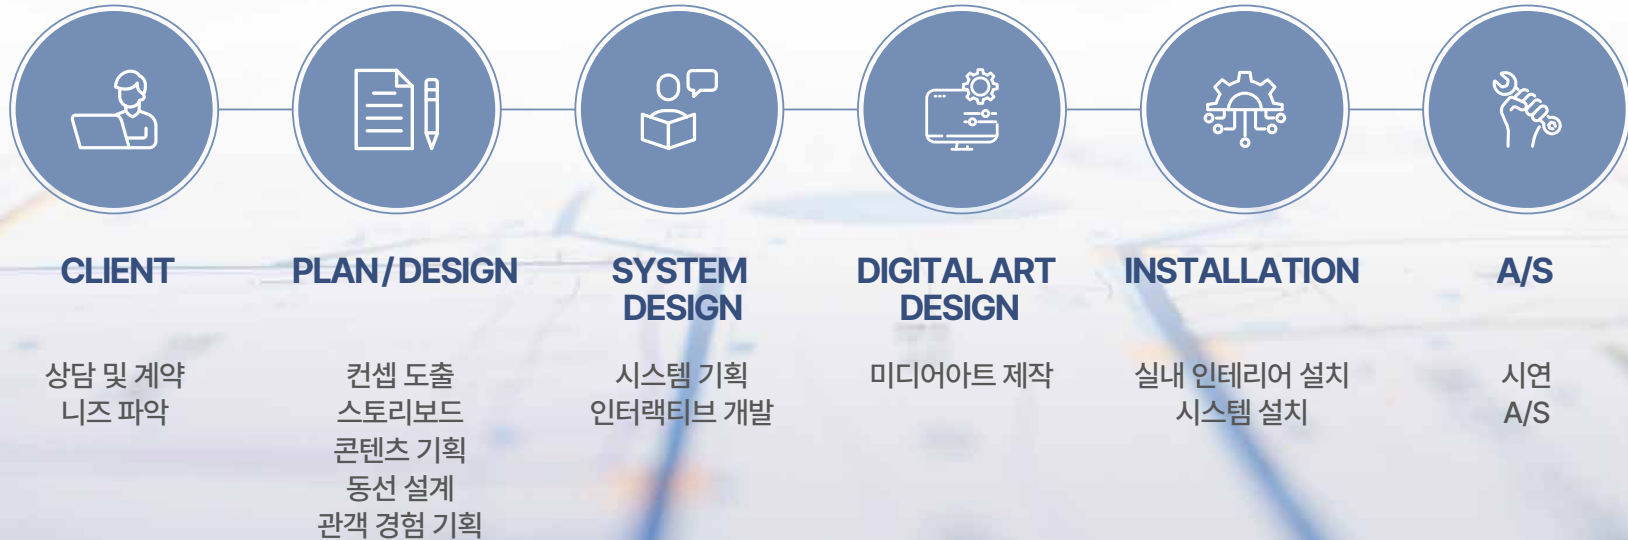 CLIENT
상담 및 계약
니즈 파악
PLAN / DESIGN
컨셉 도출
스토리보드
콘텐츠 기획
동선 설계
관객 경험 기획
SYSTEM
DESIGN
시스템 기획
인터랙티브 개발
DIGITAL ART
DESIGN
미디어아트 제작
INSTALLATION
실내 인테리어 설치
시스템 설치
A/S
시연
A/S